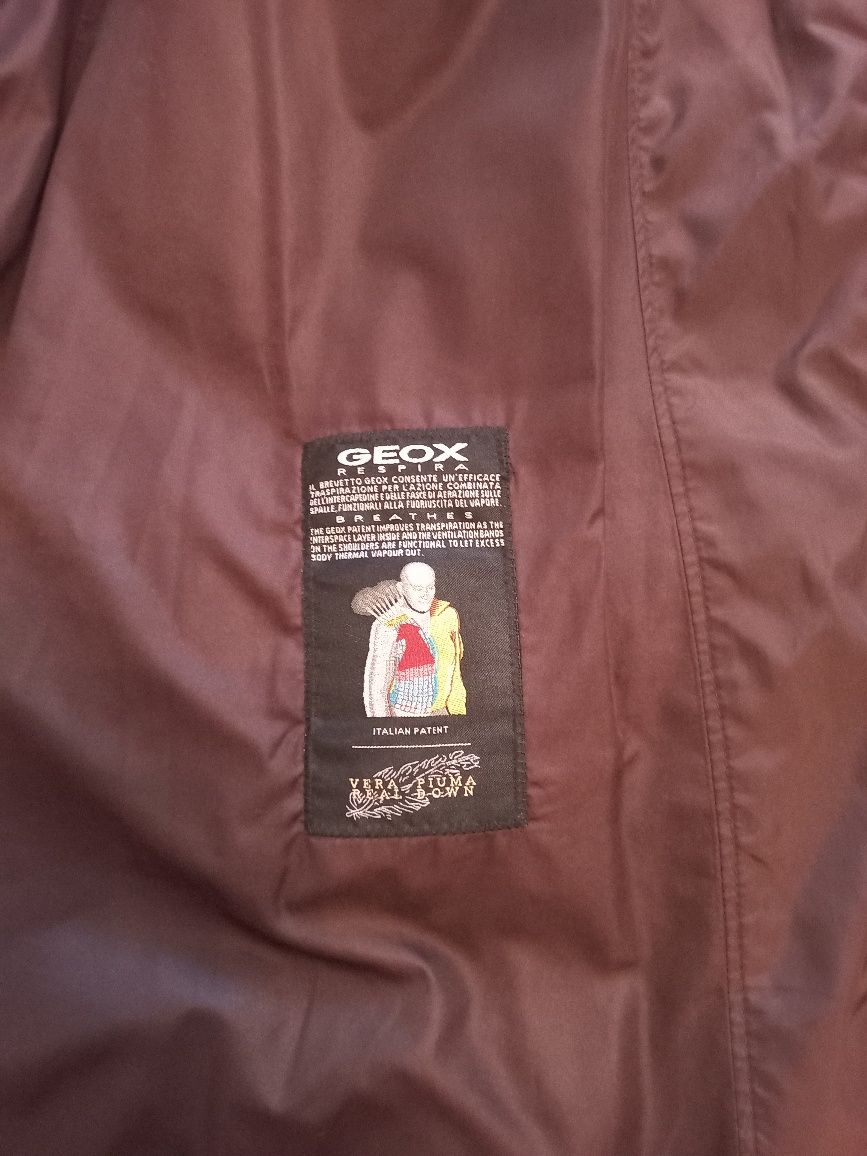 GEOX
RESPIRA
IL BREVETTO GEOX CONSENTE UN'EFFICACE
TRASPIRAZIONE PER L'AZIONE COMBINATA
DELL'INTERCAPEDINE E DELLE FASCE DI AERAZIONE SULLE
SPALLE, FUNZIONALI ALLA FUORIUSCITA DEL VAPORE.
BREATHES
THE GEOX PATENT IMPROVES TRANSPIRATION AS THE
INTERSPACE LAYER INSIDE AND THE VENTILATION BANDS
ON THE SHOULDERS ARE FUNCTIONAL TO LET EXCESS
BODY THERMAL VAPOUR OUT.
ITALIAN PATENT
VERA PIUMA
REAL DOWN